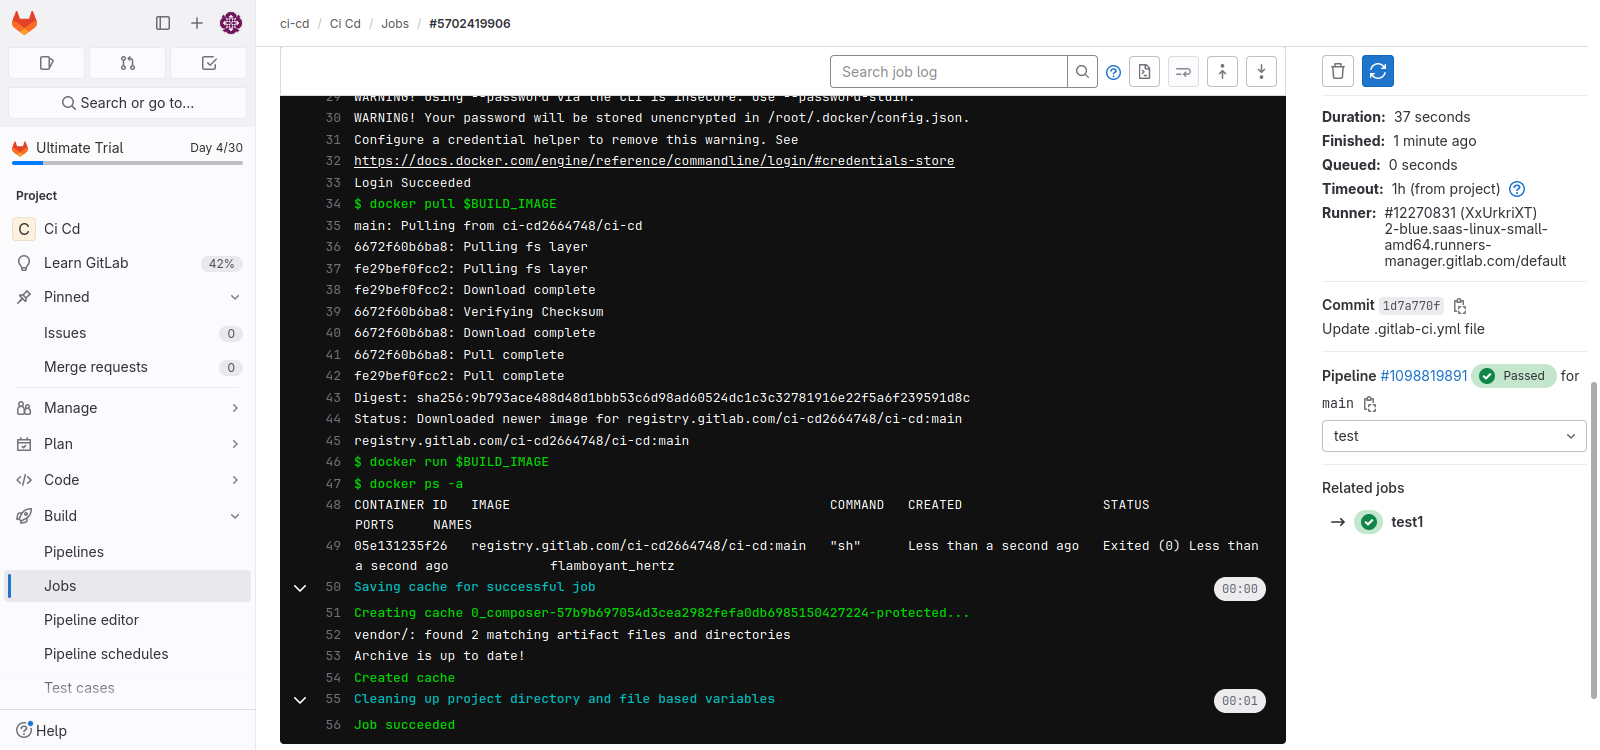 ci-cd / Ci Cd / Jobs / #5702419906
Search or go to...
Ultimate Trial Day 4/30
Project
C Ci Cd
Learn GitLab 42%
Pinned
Issues 0
Merge requests 0
Manage
Plan
Code
Build
Pipelines
Jobs
Pipeline editor
Pipeline schedules
Test cases
Help
Search job log
29 WARNING! Using --password via the CLI is insecure. Use --password-stdin.
30 WARNING! Your password will be stored unencrypted in /root/.docker/config.json.
31 Configure a credential helper to remove this warning. See
32 https://docs.docker.com/engine/reference/commandline/login/#credentials-store
33 Login Succeeded
34 $ docker pull $BUILD_IMAGE
35 main: Pulling from ci-cd2664748/ci-cd
36 6672f60b6ba8: Pulling fs layer
37 fe29bef0fcc2: Pulling fs layer
38 fe29bef0fcc2: Download complete
39 6672f60b6ba8: Verifying Checksum
40 6672f60b6ba8: Download complete
41 6672f60b6ba8: Pull complete
42 fe29bef0fcc2: Pull complete
43 Digest: sha256:9b793ace488d48d1bbb53c6d98ad60524dc1c3c32781916e22f5a6f239591d8c
44 Status: Downloaded newer image for registry.gitlab.com/ci-cd2664748/ci-cd:main
45 registry.gitlab.com/ci-cd2664748/ci-cd:main
46 $ docker run $BUILD_IMAGE
47 $ docker ps -a
48 CONTAINER ID IMAGE COMMAND CREATED STATUS
PORTS NAMES
49 05e131235f26 registry.gitlab.com/ci-cd2664748/ci-cd:main "sh" Less than a second ago Exited (0) Less than
a second ago flamboyant_hertz
50 Saving cache for successful job 00:00
51 Creating cache 0_composer-57b9b697054d3cea2982fefa0db6985150427224-protected...
52 vendor/: found 2 matching artifact files and directories
53 Archive is up to date!
54 Created cache
55 Cleaning up project directory and file based variables 00:01
56 Job succeeded
Duration: 37 seconds
Finished: 1 minute ago
Queued: 0 seconds
Timeout: 1h (from project)
Runner: #12270831 (XxUrkriXT)
2-blue.saas-linux-small-
amd64.runners-
manager.gitlab.com/default
Commit 1d7a770f
Update .gitlab-ci.yml file
Pipeline #1098819891 Passed for
main
test
Related jobs
→ test1